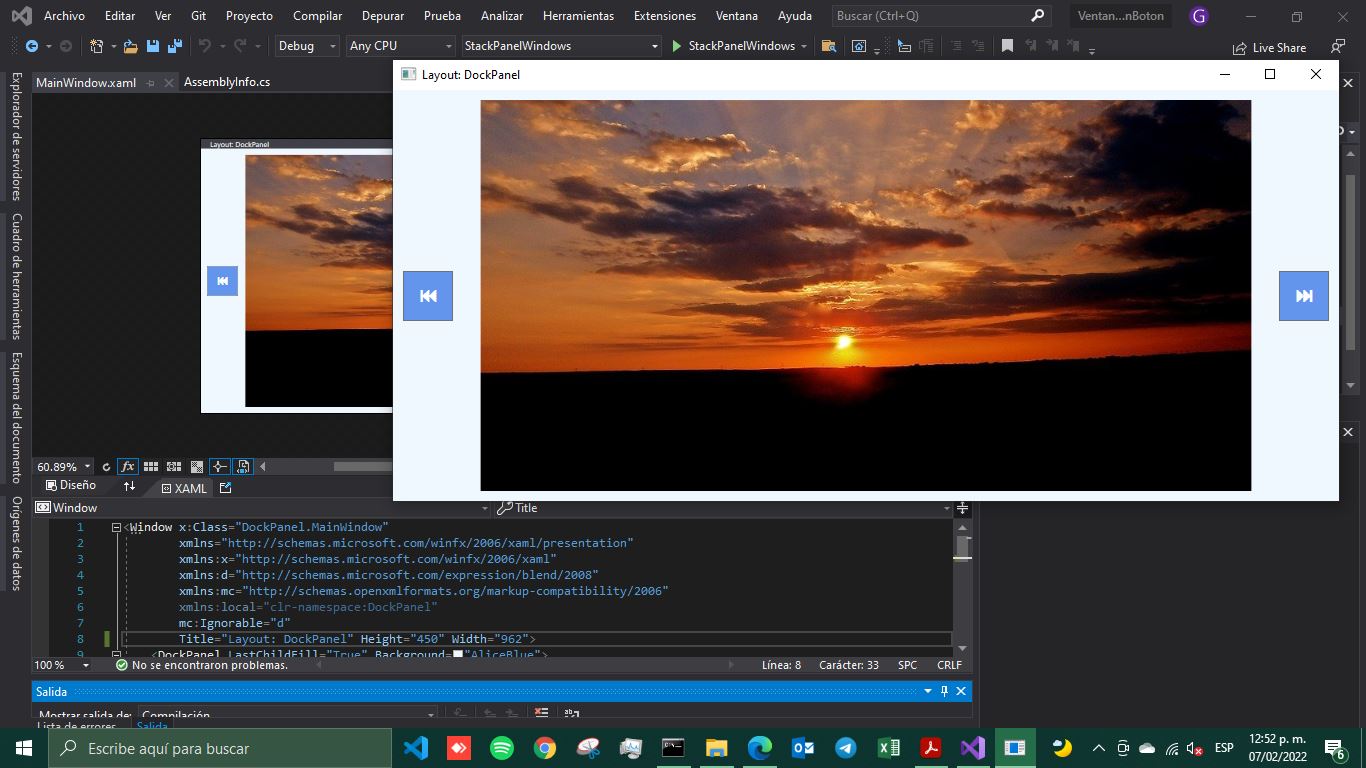 Archivo Editar Ver Git Proyecto Compilar Depurar Prueba Analizar Herramientas Extensiones Ventana Ayuda Buscar (Ctrl+Q) Ventan...nBoton G
Debug Any CPU StackPanelWindows StackPanelWindows Live Share
MainWindow.xaml AssemblyInfo.cs
Layout: DockPanel
Layout: DockPanel
Explorador de servidores
Cuadro de herramientas
Esquema del documento
Orígenes de datos
60.89% fx
Diseño XAML
Window Title
1 <Window x:Class="DockPanel.MainWindow"
2 xmlns="http://schemas.microsoft.com/winfx/2006/xaml/presentation"
3 xmlns:x="http://schemas.microsoft.com/winfx/2006/xaml"
4 xmlns:d="http://schemas.microsoft.com/expression/blend/2008"
5 xmlns:mc="http://schemas.openxmlformats.org/markup-compatibility/2006"
6 xmlns:local="clr-namespace:DockPanel"
7 mc:Ignorable="d"
8 Title="Layout: DockPanel" Height="450" Width="962">
9 <DockPanel LastChildFill="True" Background="AliceBlue">
100 % No se encontraron problemas. Línea: 8 Carácter: 33 SPC CRLF
Salida
Mostrar salida de: Compilación
Lista de errores Salida
Escribe aquí para buscar
ESP 12:52 p. m.
07/02/2022
6